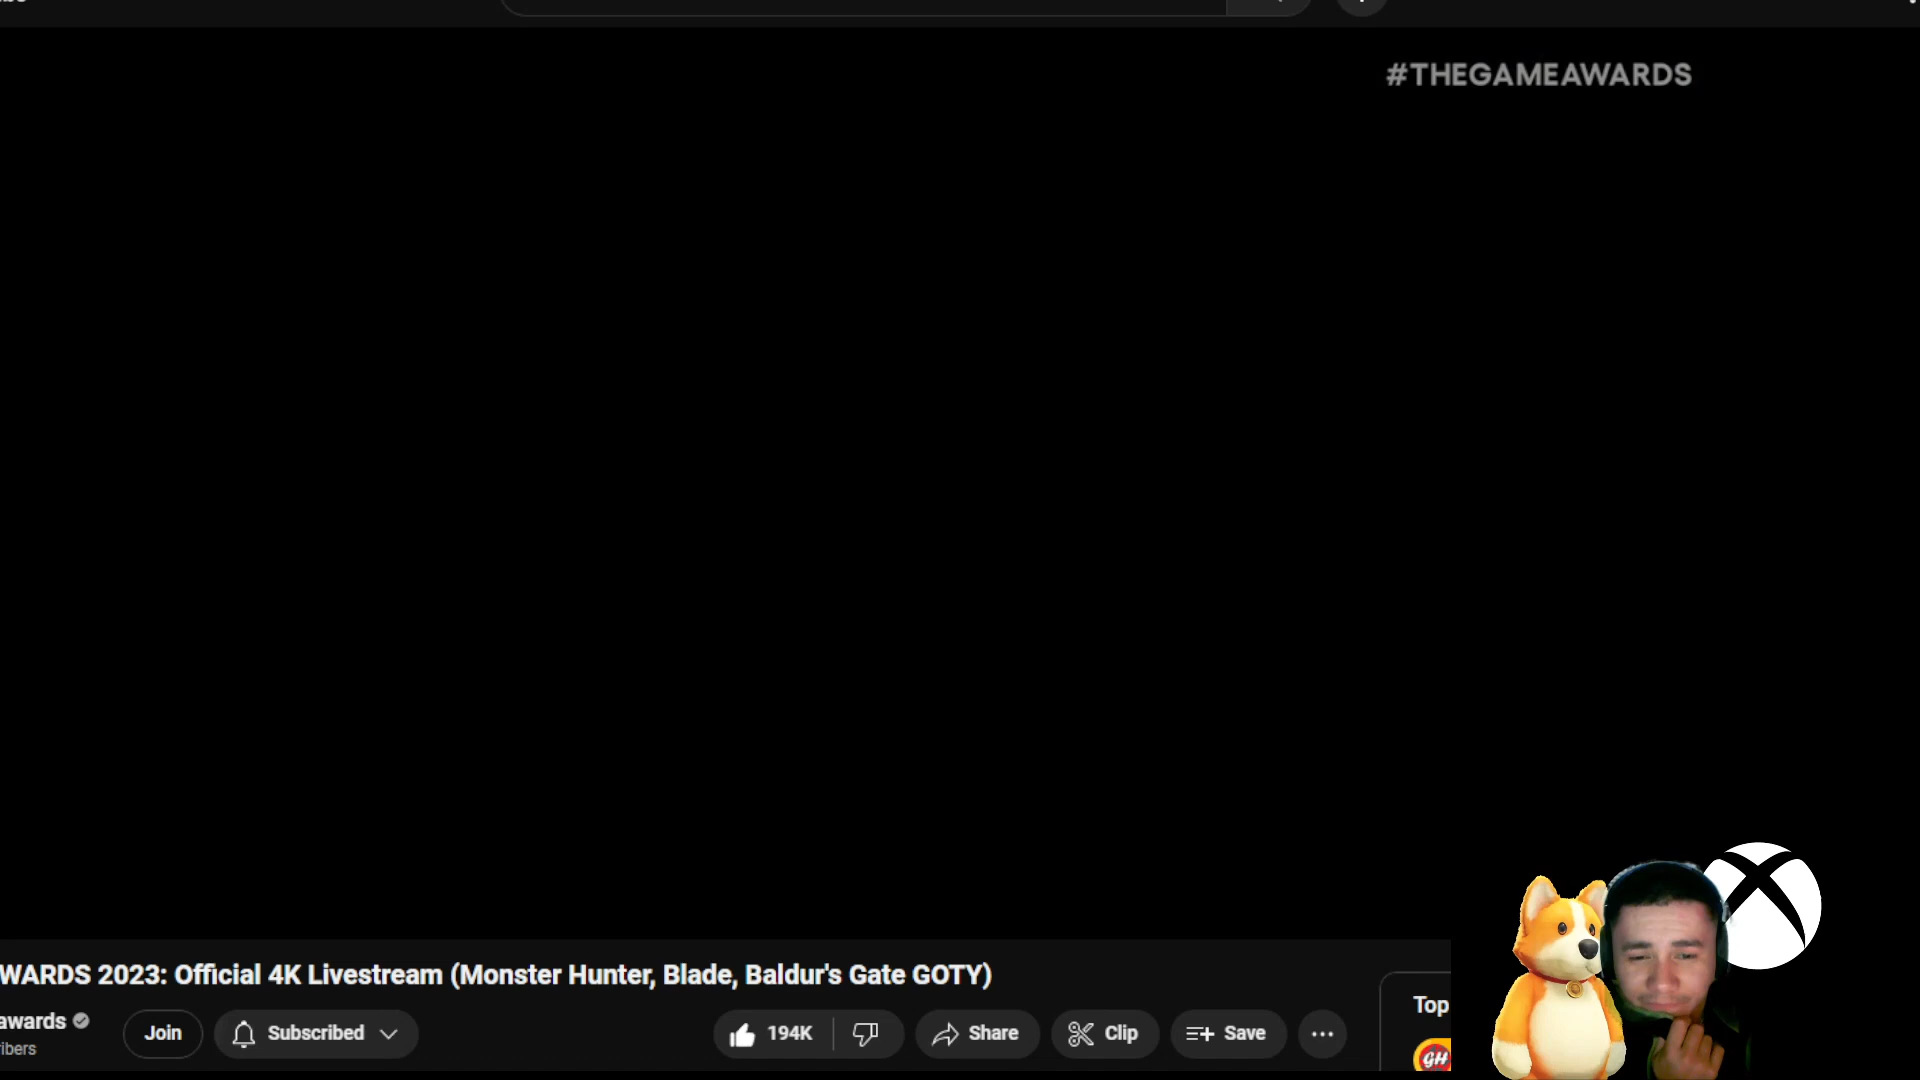 #THEGAMEAWARDS
WARDS 2023: Official 4K Livestream (Monster Hunter, Blade, Baldur's Gate GOTY)
awards
ibers
Join
Subscribed
194K
Share
Clip
Save
Top
GH